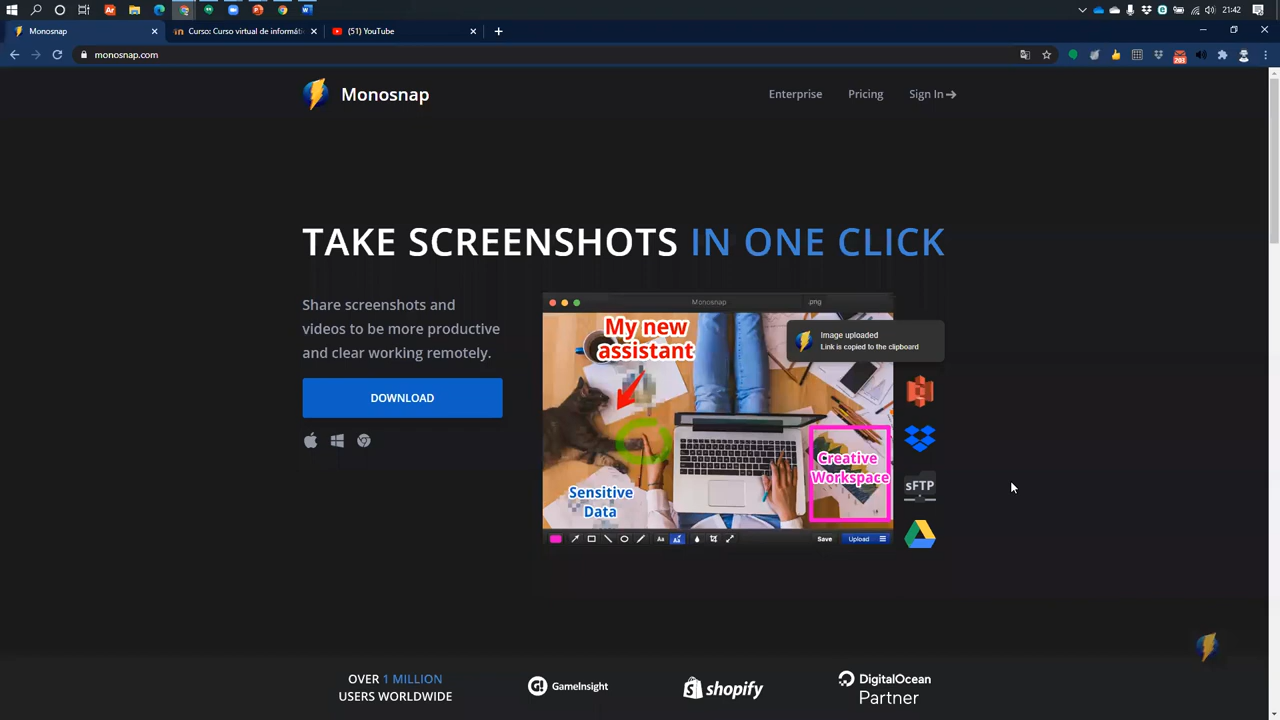 21:42
Monosnap
Curso: Curso virtual de informáti
(51) YouTube
monosnap.com
281
Monosnap
Enterprise
Pricing
Sign In
TAKE SCREENSHOTS IN ONE CLICK
Share screenshots and
videos to be more productive
and clear working remotely.
DOWNLOAD
Monosnap
.png
My new
assistant
Image uploaded
Link is copied to the clipboard
Creative
Workspace
sFTP
Sensitive
Data
Aa
Save
Upload
OVER 1 MILLION
USERS WORLDWIDE
GameInsight
shopify
DigitalOcean
Partner